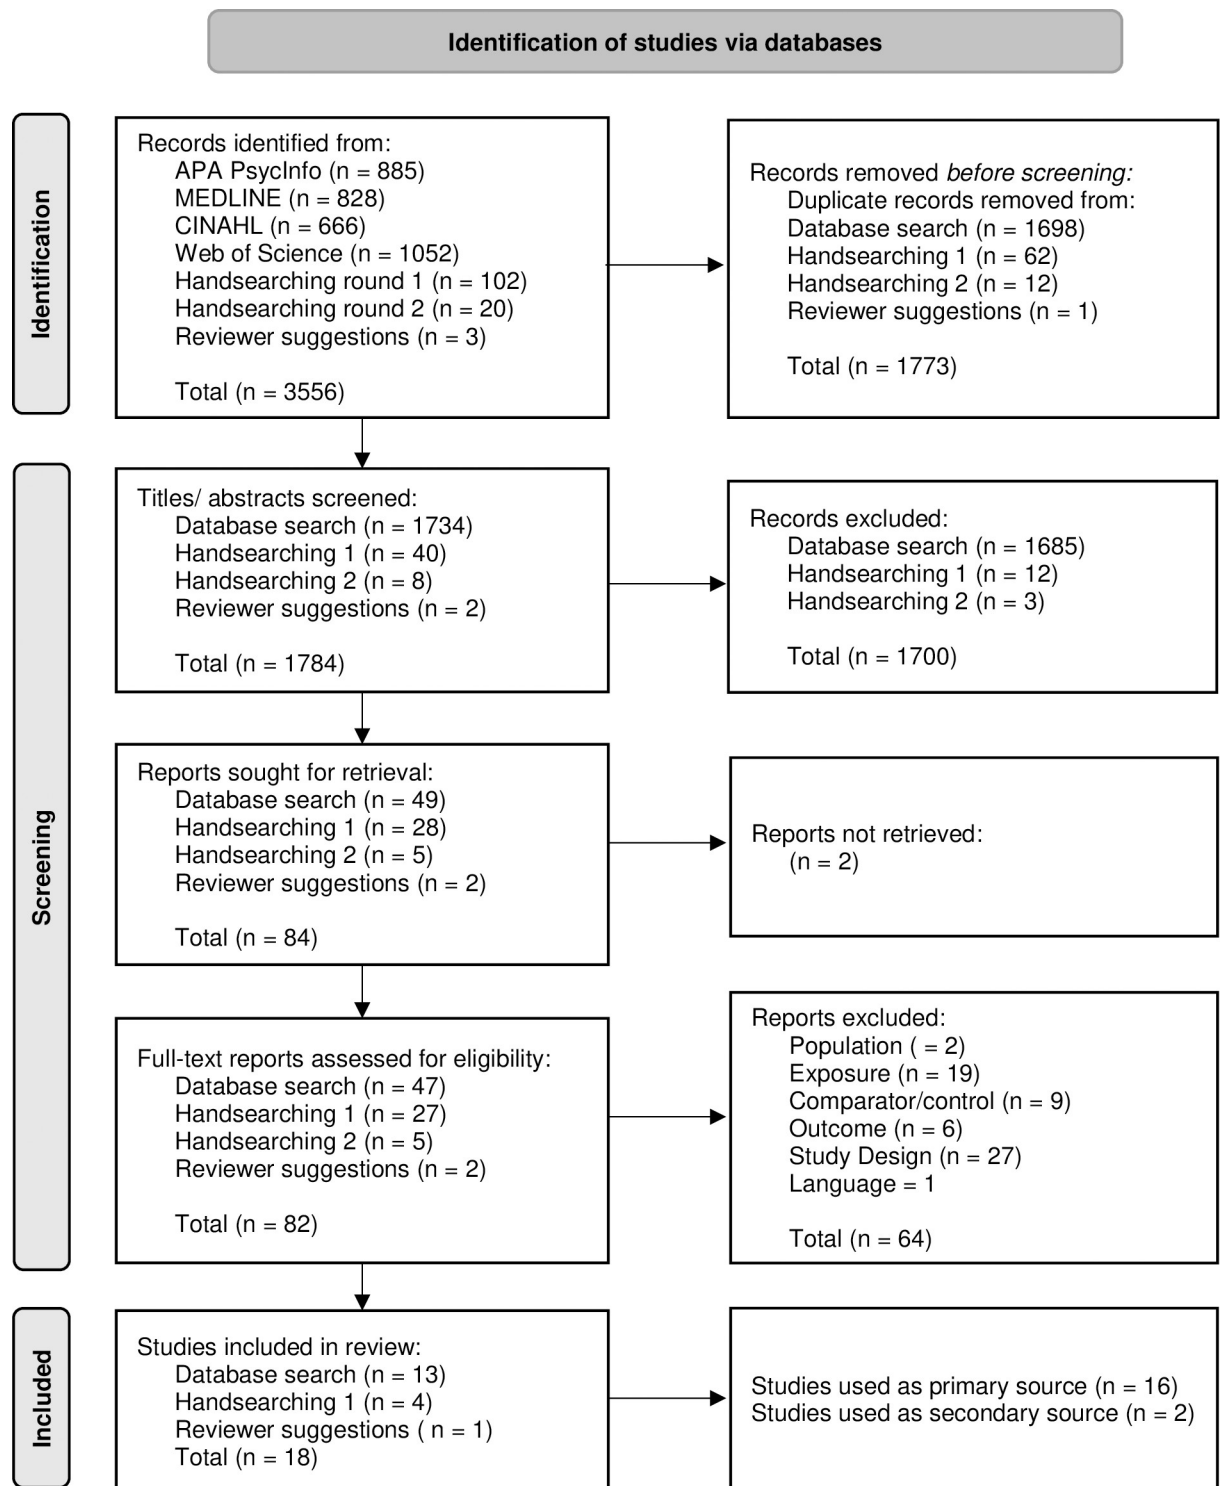 Identification of studies via databases
Identification
Records identified from:
APA PsycInfo (n = 885)
MEDLINE (n = 828)
CINAHL (n = 666)
Web of Science (n = 1052)
Handsearching round 1 (n = 102)
Handsearching round 2 (n = 20)
Reviewer suggestions (n = 3)
Total (n = 3556)
Records removed before screening:
Duplicate records removed from:
Database search (n = 1698)
Handsearching 1 (n = 62)
Handsearching 2 (n = 12)
Reviewer suggestions (n = 1)
Total (n = 1773)
Screening
Titles/ abstracts screened:
Database search (n = 1734)
Handsearching 1 (n = 40)
Handsearching 2 (n = 8)
Reviewer suggestions (n = 2)
Total (n = 1784)
Records excluded:
Database search (n = 1685)
Handsearching 1 (n = 12)
Handsearching 2 (n = 3)
Total (n = 1700)
Reports sought for retrieval:
Database search (n = 49)
Handsearching 1 (n = 28)
Handsearching 2 (n = 5)
Reviewer suggestions (n = 2)
Total (n = 84)
Reports not retrieved:
(n = 2)
Full-text reports assessed for eligibility:
Database search (n = 47)
Handsearching 1 (n = 27)
Handsearching 2 (n = 5)
Reviewer suggestions (n = 2)
Total (n = 82)
Reports excluded:
Population ( = 2)
Exposure (n = 19)
Comparator/control (n = 9)
Outcome (n = 6)
Study Design (n = 27)
Language = 1
Total (n = 64)
Included
Studies included in review:
Database search (n = 13)
Handsearching 1 (n = 4)
Reviewer suggestions ( n = 1)
Total (n = 18)
Studies used as primary source (n = 16)
Studies used as secondary source (n = 2)